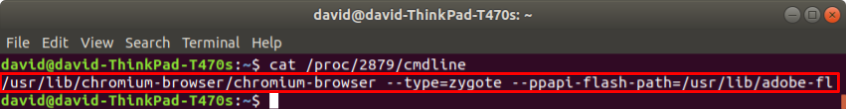 david@david-ThinkPad-T470s: ~
File Edit View Search Terminal Help
david@david-ThinkPad-T470s:~$ cat /proc/2879/cmdline
/usr/lib/chromium-browser/chromium-browser --type=zygote --ppapi-flash-path=/usr/lib/adobe-fl
david@david-ThinkPad-T470s:~$